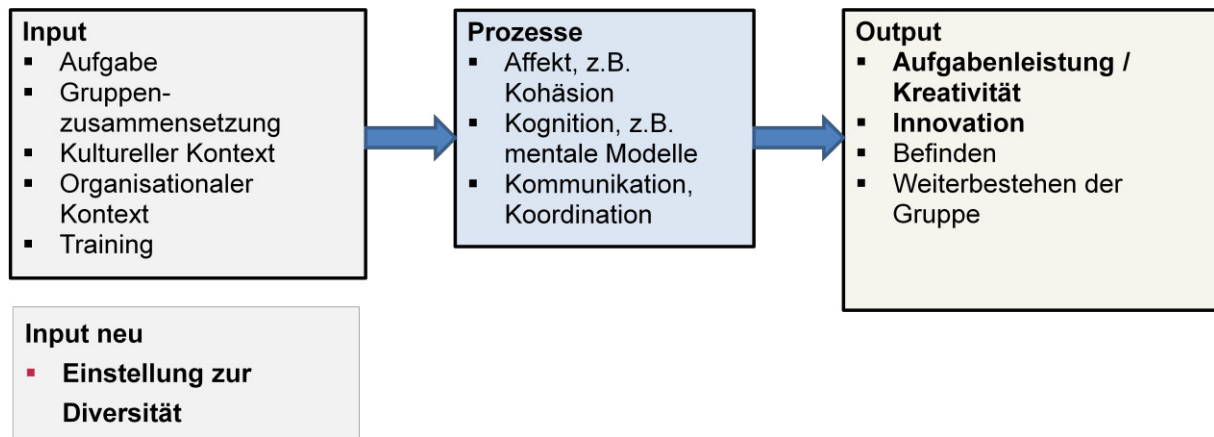 Input
▪ Aufgabe
▪ Gruppen-
zusammensetzung
▪ Kultureller Kontext
▪ Organisationaler
Kontext
▪ Training
Prozesse
▪ Affekt, z.B.
Kohäsion
▪ Kognition, z.B.
mentale Modelle
▪ Kommunikation,
Koordination
Output
▪ Aufgabenleistung /
Kreativität
▪ Innovation
▪ Befinden
▪ Weiterbestehen der
Gruppe
Input neu
▪ Einstellung zur
Diversität